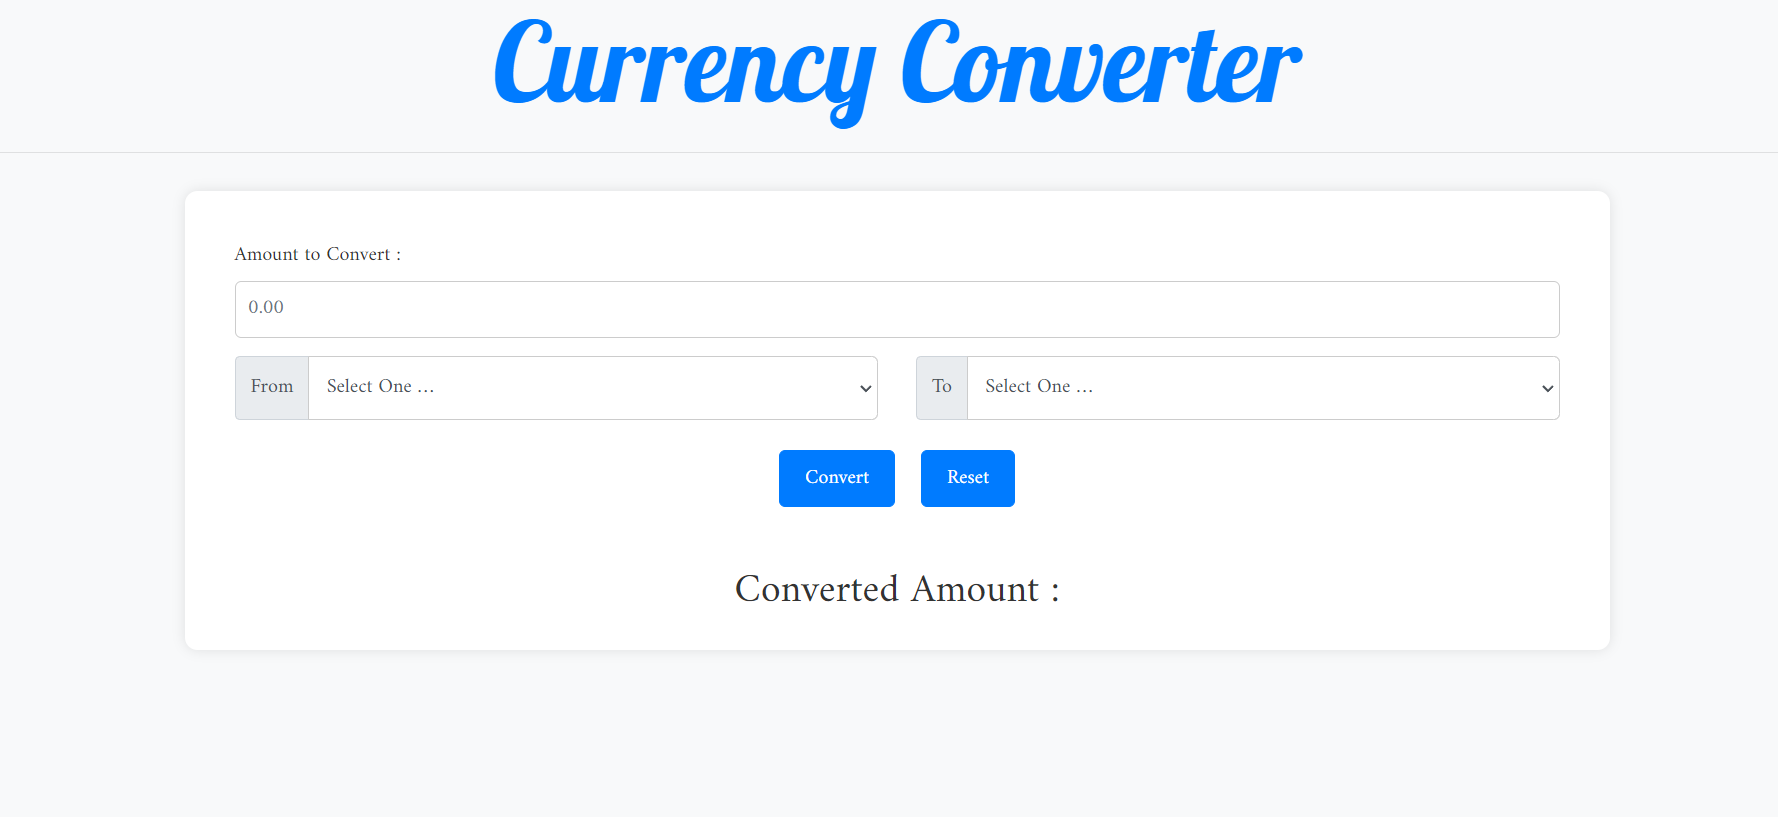 Currency Converter
Amount to Convert :
0.00
From Select One ... To Select One ...
Convert Reset
Converted Amount :